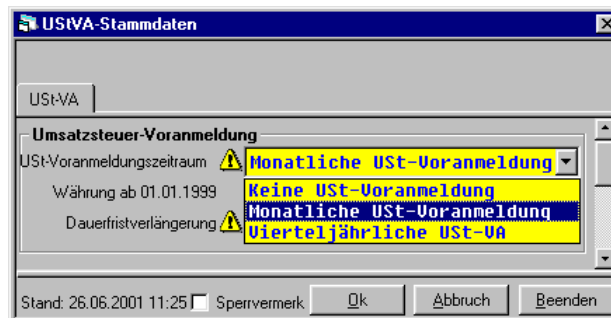 UStVA-Stammdaten
USt-VA
Umsatzsteuer-Voranmeldung
USt-Voranmeldungszeitraum Monatliche USt-Voranmeldung
Währung ab 01.01.1999 Keine USt-Voranmeldung
Monatliche USt-Voranmeldung
Dauerfristverlängerung Vierteljährliche USt-VA
Stand: 26.06.2001 11:25 Sperrvermerk Ok Abbruch Beenden